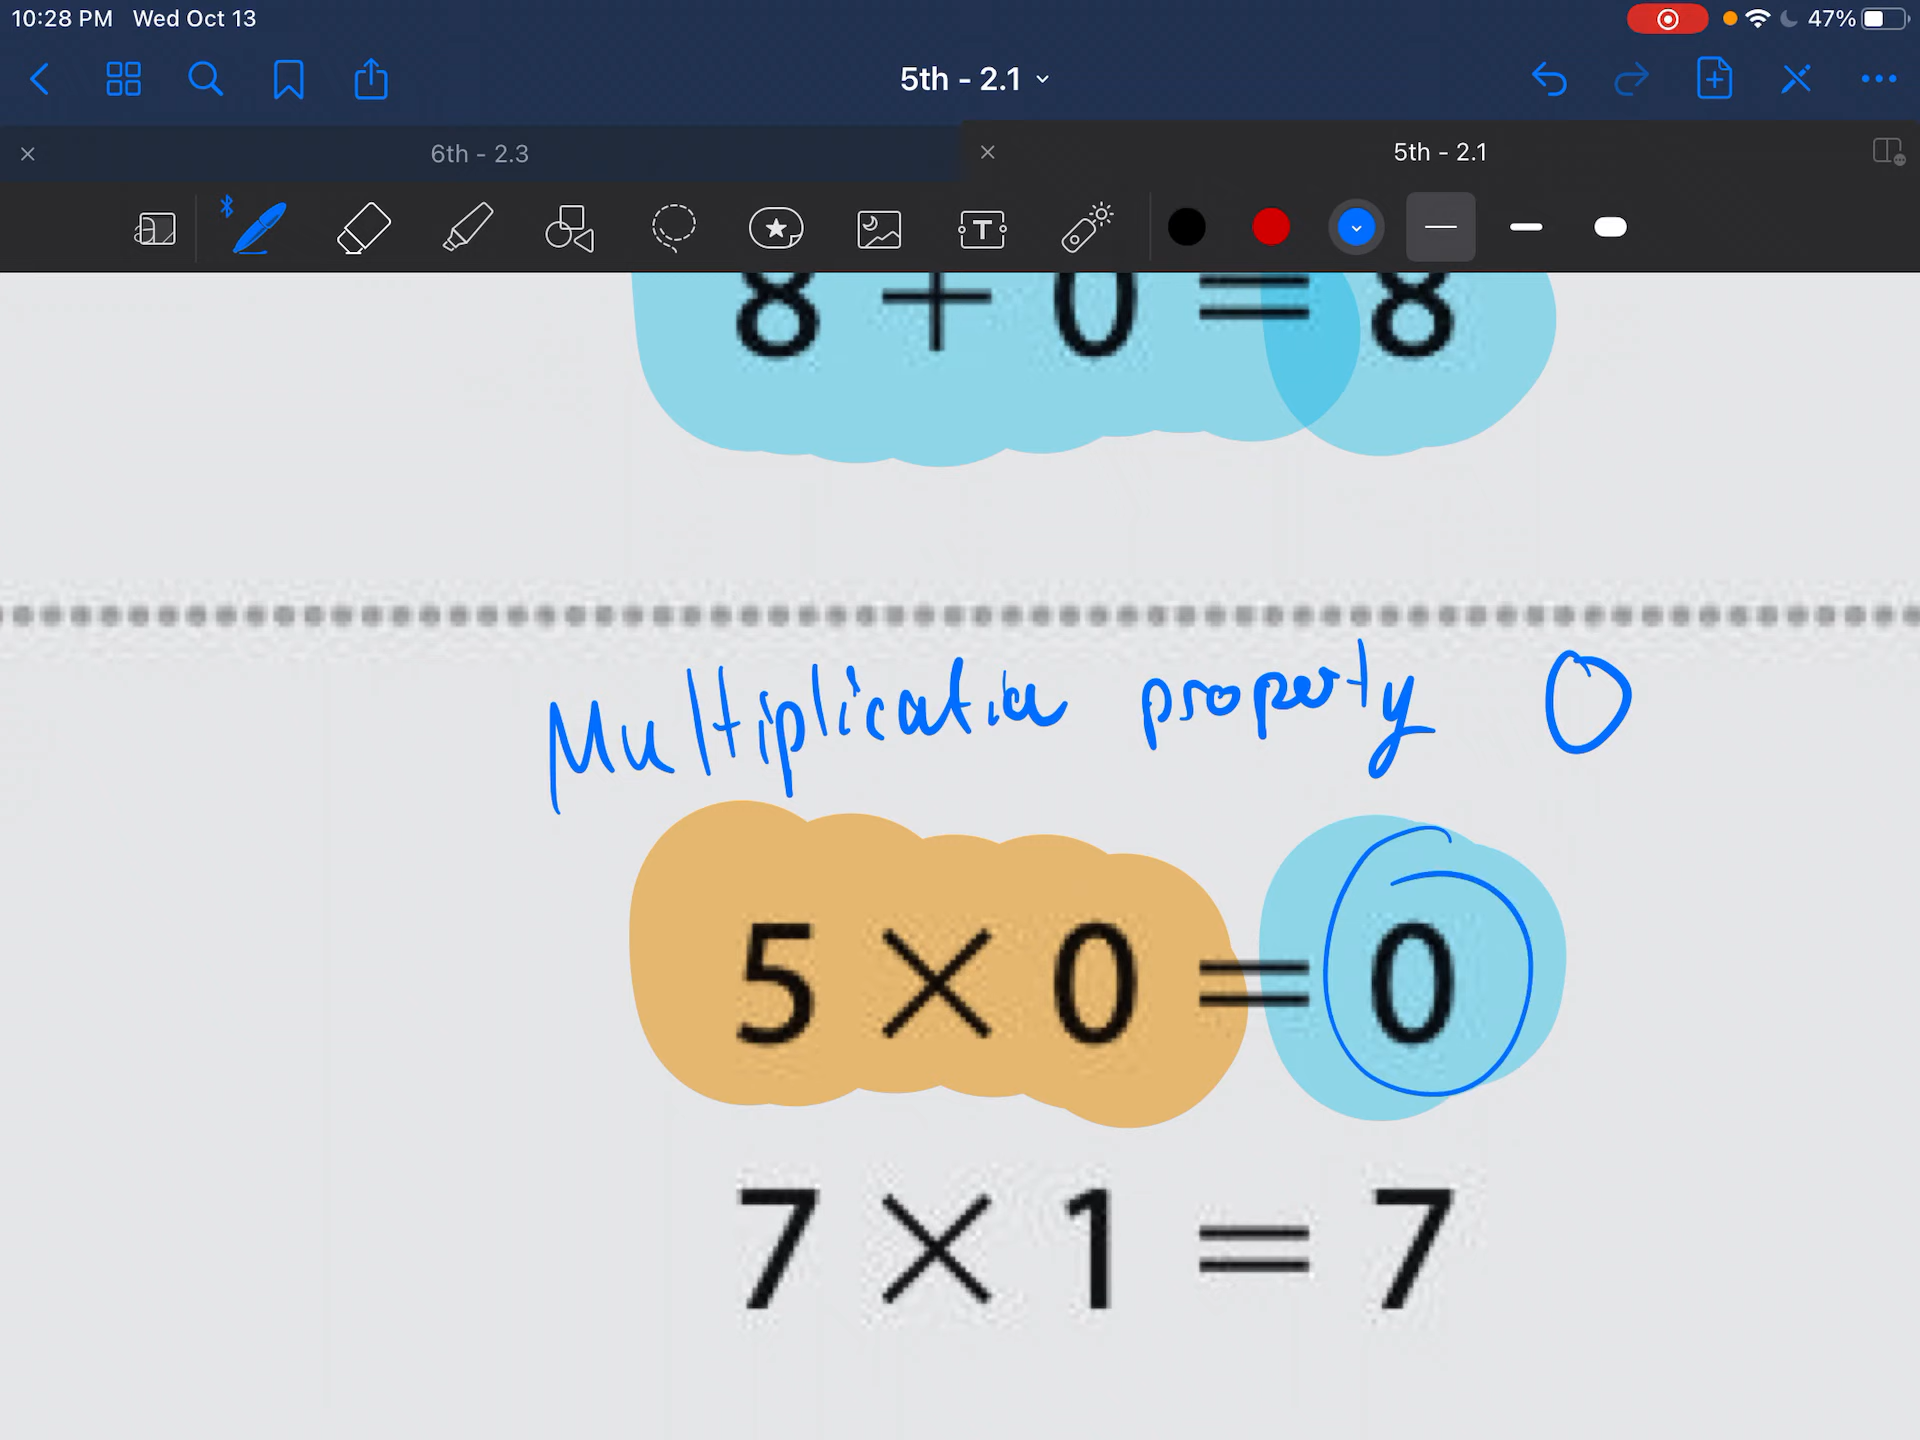 10:28 PM Wed Oct 13 47%
5th - 2.1
6th - 2.3 5th - 2.1
8 + 0 = 8
Multiplication property 0
5 × 0 = 0
7 × 1 = 7